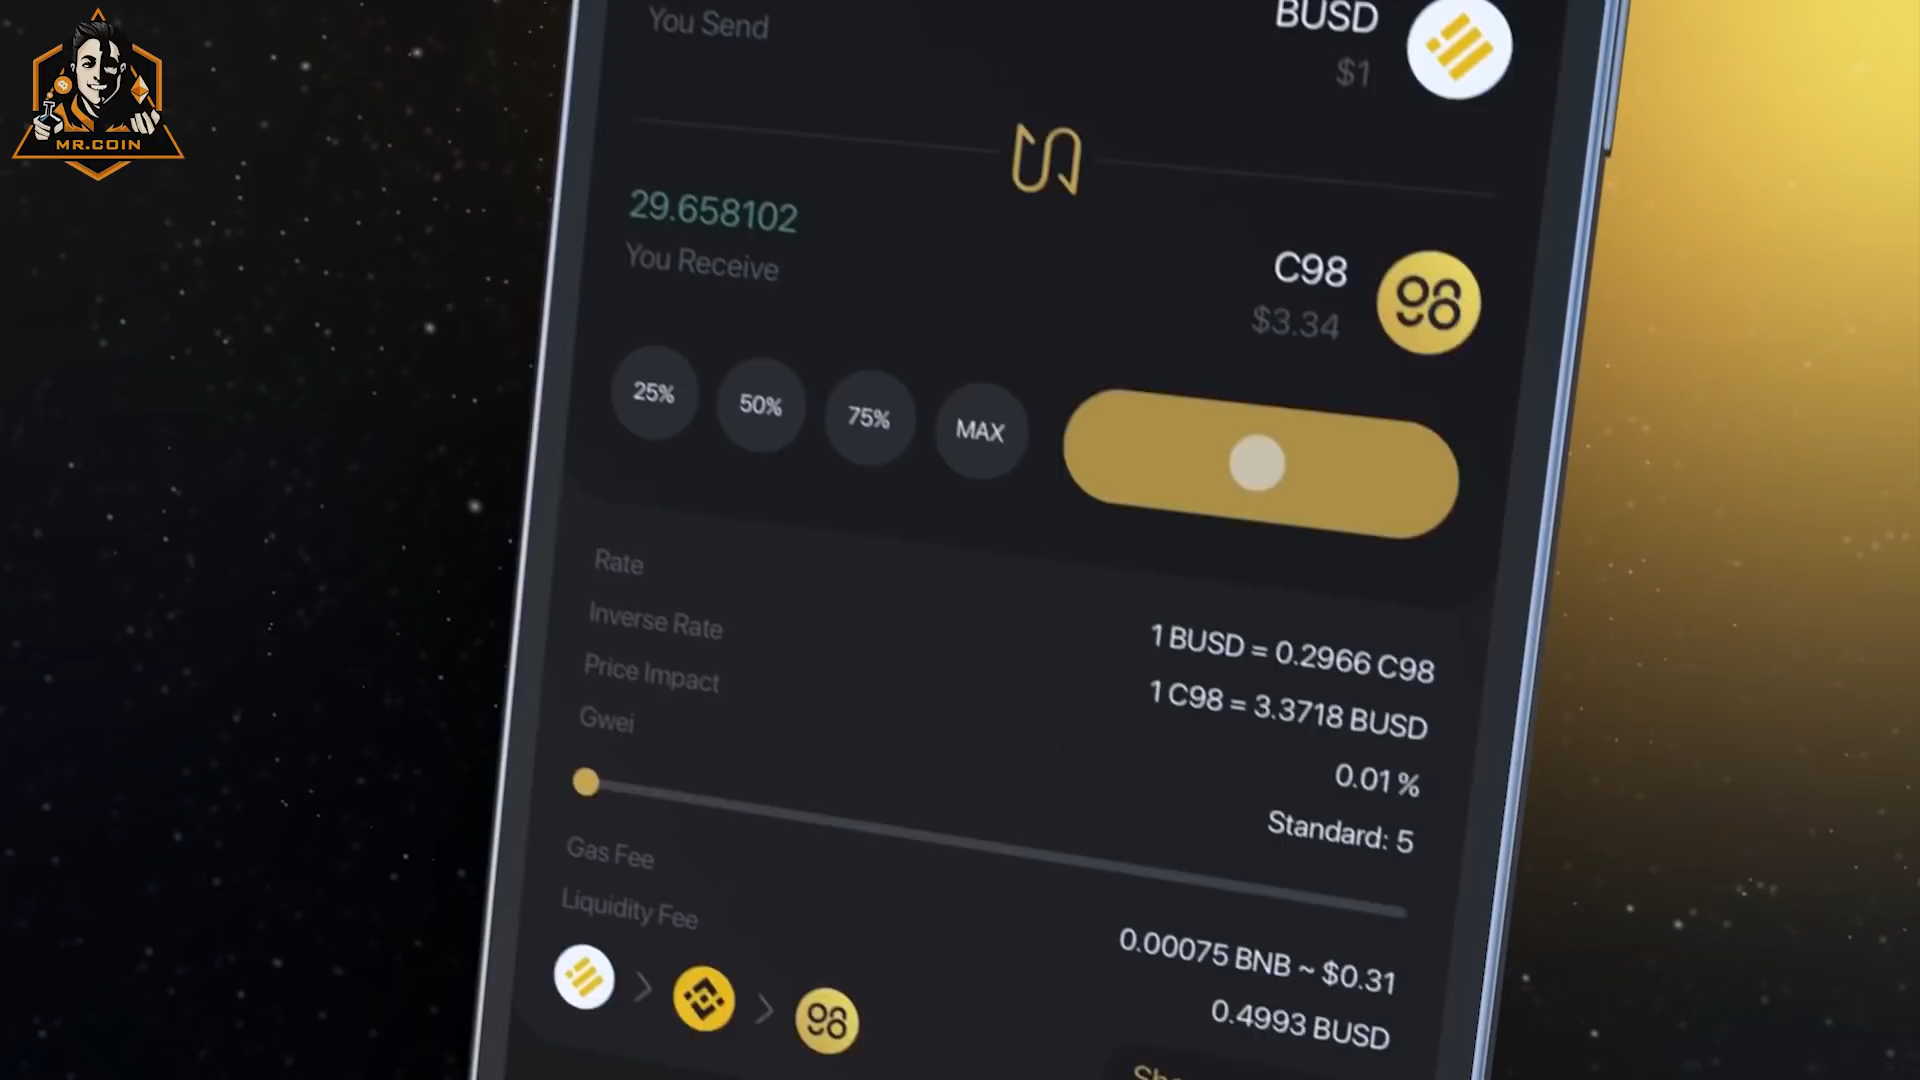 MR.COIN
You Send
BUSD
$1
29.658102
You Receive
C98
$3.34
25%
50%
75%
MAX
Rate
1 BUSD = 0.2966 C98
Inverse Rate
1 C98 = 3.3718 BUSD
Price Impact
0.01 %
Gwei
Standard: 5
Gas Fee
0.00075 BNB ~ $0.31
Liquidity Fee
0.4993 BUSD